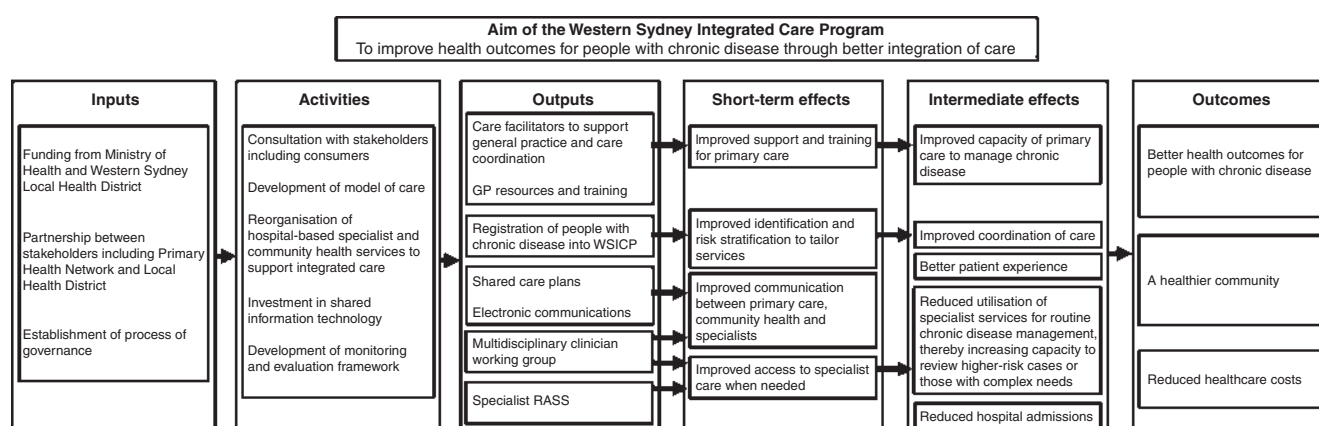 Aim of the Western Sydney Integrated Care Program
To improve health outcomes for people with chronic disease through better integration of care
Inputs
Funding from Ministry of
Health and Western Sydney
Local Health District
Partnership between
stakeholders including Primary
Health Network and Local
Health District
Establishment of process of
governance
Activities
Consultation with stakeholders
including consumers
Development of model of care
Reorganisation of
hospital-based specialist and
community health services to
support integrated care
Investment in shared
information technology
Development of monitoring
and evaluation framework
Outputs
Care facilitators to support
general practice and care
coordination
GP resources and training
Registration of people with
chronic disease into WSICP
Shared care plans
Electronic communications
Multidisciplinary clinician
working group
Specialist RASS
Short-term effects
Improved support and training
for primary care
Improved identification and
risk stratification to tailor
services
Improved communication
between primary care,
community health and
specialists
Improved access to specialist
care when needed
Intermediate effects
Improved capacity of primary
care to manage chronic
disease
Improved coordination of care
Better patient experience
Reduced utilisation of
specialist services for routine
chronic disease management,
thereby increasing capacity to
review higher-risk cases or
those with complex needs
Reduced hospital admissions
Outcomes
Better health outcomes for
people with chronic disease
A healthier community
Reduced healthcare costs